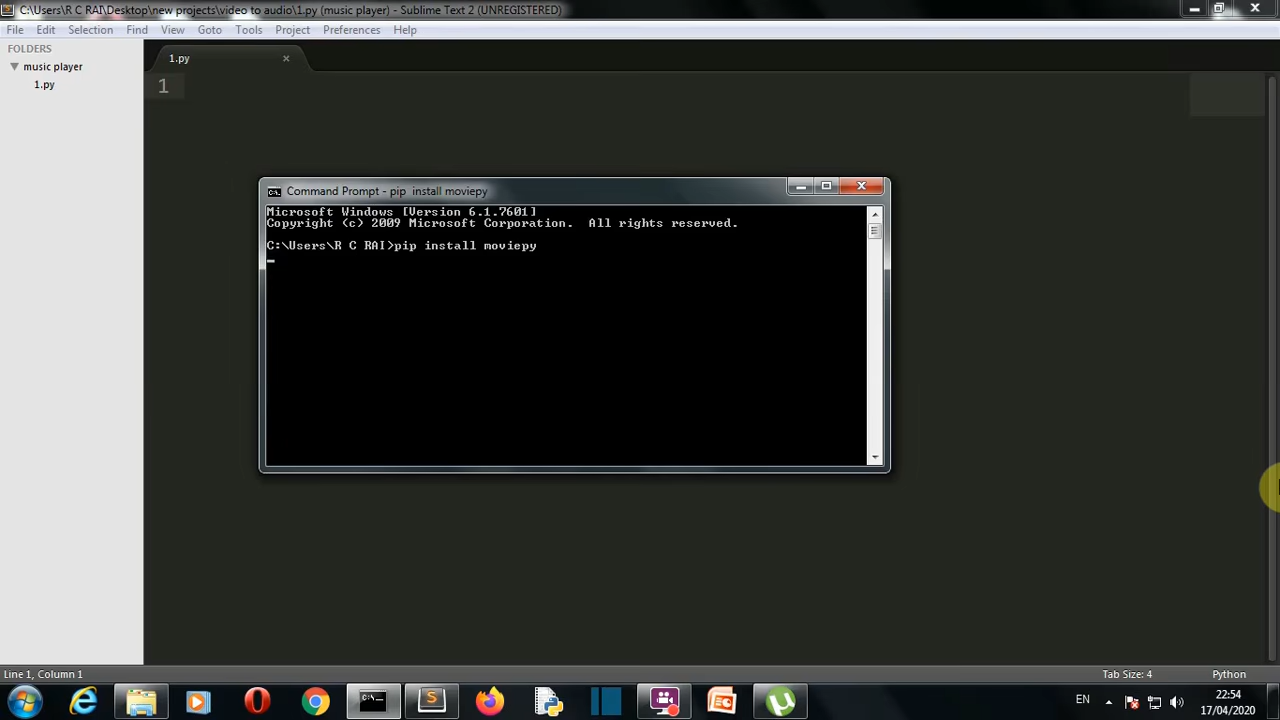 C:\Users\R C RAI\Desktop\new projects\video to audio\1.py (music player) - Sublime Text 2 (UNREGISTERED)
File Edit Selection Find View Goto Tools Project Preferences Help
FOLDERS
music player
1.py
1.py
1
Command Prompt - pip  install moviepy
Microsoft Windows [Version 6.1.7601]
Copyright (c) 2009 Microsoft Corporation.  All rights reserved.
C:\Users\R C RAI>pip install moviepy
Line 1, Column 1
Tab Size: 4
Python
EN
22:54
17/04/2020